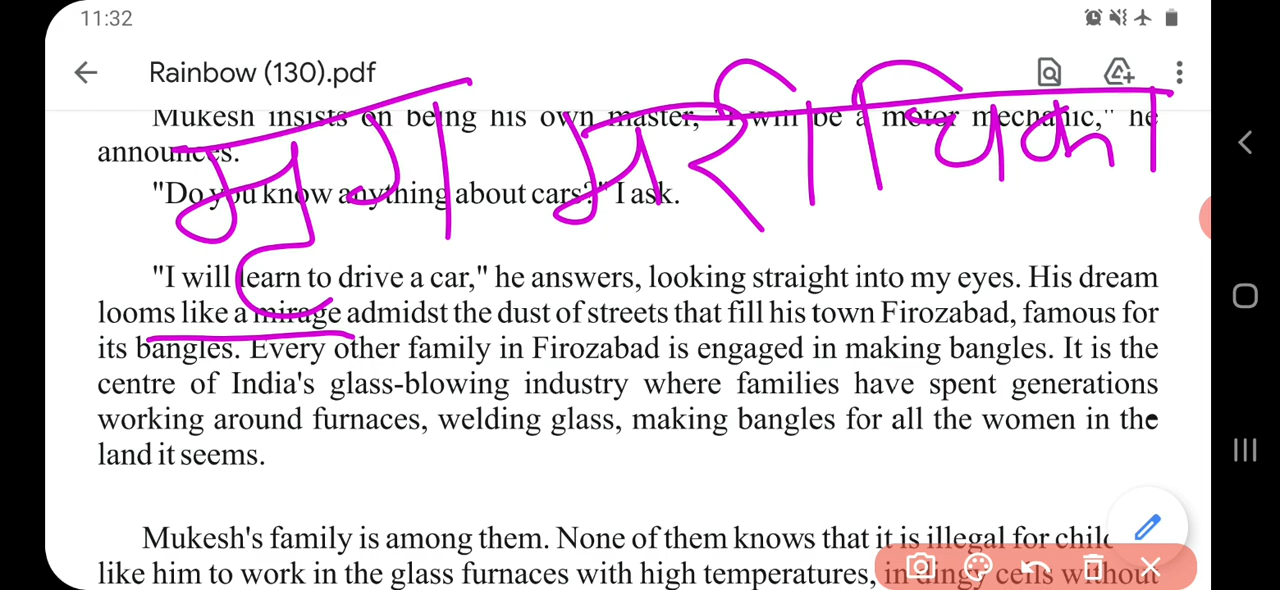 11:32
Rainbow (130).pdf
Mukesh insists on being his own master, "I will be a motor mechanic," he
announces.
मृग मरीचिका
"Do you know anything about cars?" I ask.
"I will learn to drive a car," he answers, looking straight into my eyes. His dream
looms like a mirage admidst the dust of streets that fill his town Firozabad, famous for
its bangles. Every other family in Firozabad is engaged in making bangles. It is the
centre of India's glass-blowing industry where families have spent generations
working around furnaces, welding glass, making bangles for all the women in the
land it seems.
Mukesh's family is among them. None of them knows that it is illegal for
like him to work in the glass furnaces with high temperatures, in dingy cells without